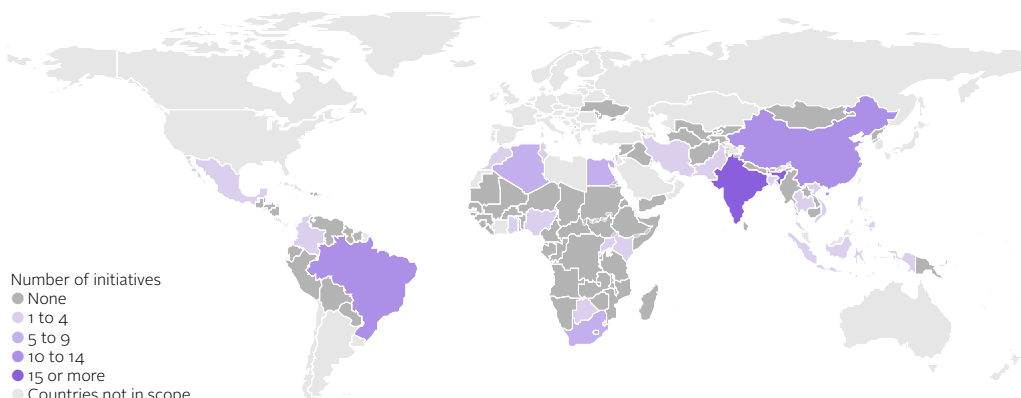 Number of initiatives
None
1 to 4
5 to 9
10 to 14
15 or more
Countries not in scope